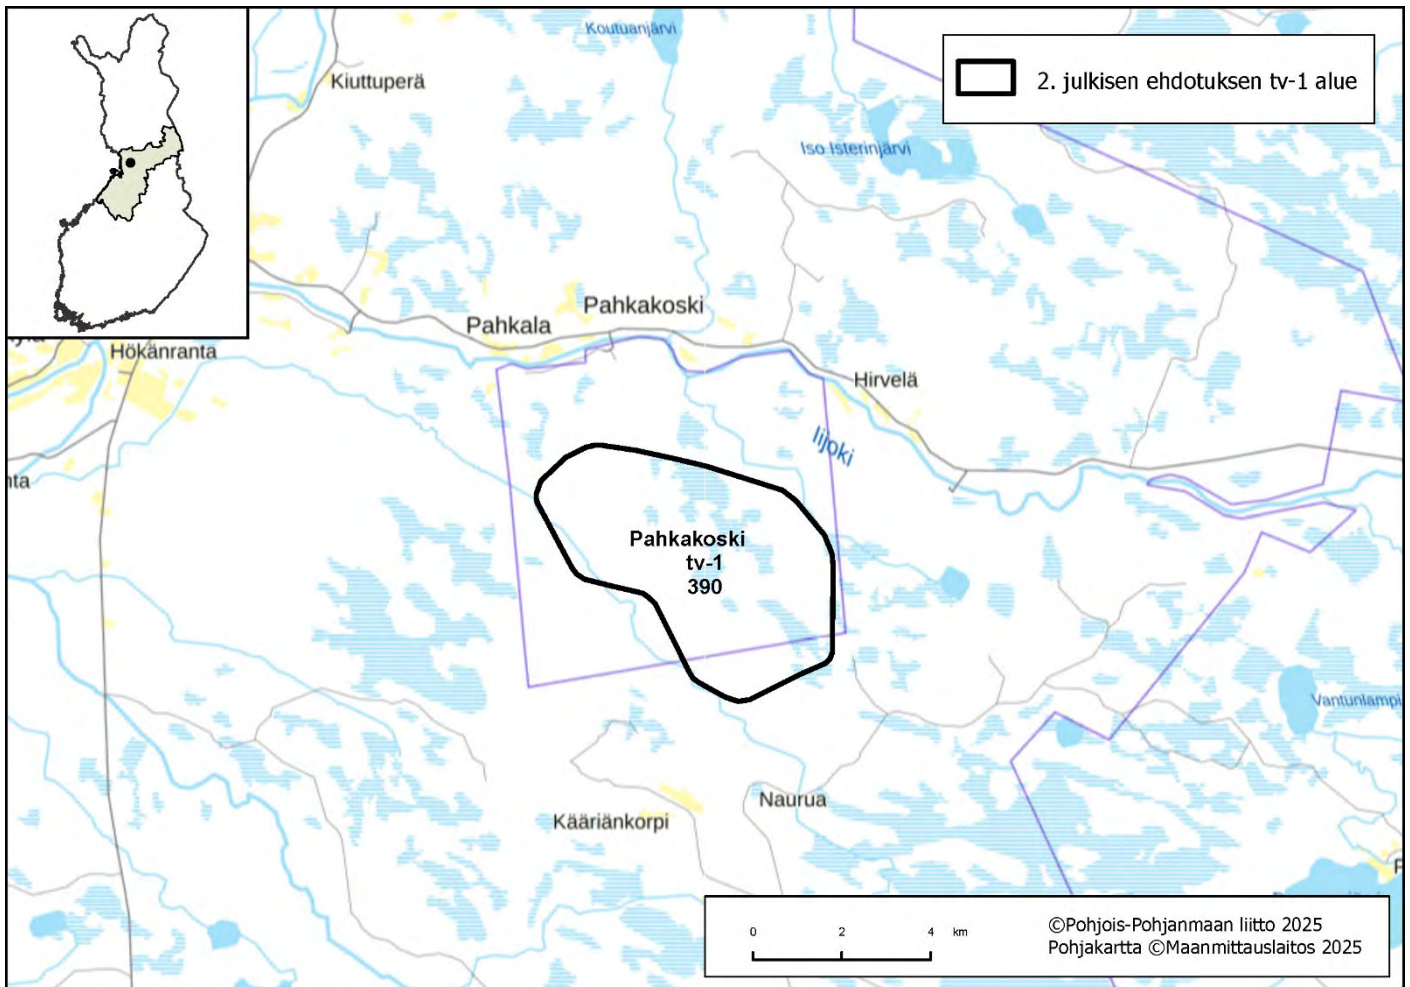 Koutuanjärvi
2. julkisen ehdotuksen tv-1 alue
Kiuttuperä
Iso Isterinjärvi
Pahkakoski
Pahkala
Hökänranta
Hirvelä
Iijoki
Pahkakoski
tv-1
390
Vantunlampi
Naurua
Kääriänkorpi
0 2 4 km
©Pohjois-Pohjanmaan liitto 2025
Pohjakartta ©Maanmittauslaitos 2025